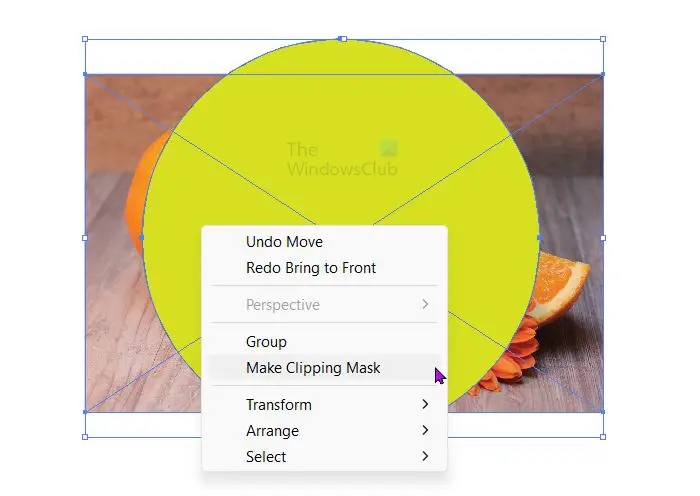 The
WindowsClub
Undo Move
Redo Bring to Front
Perspective
Group
Make Clipping Mask
Transform
Arrange
Select